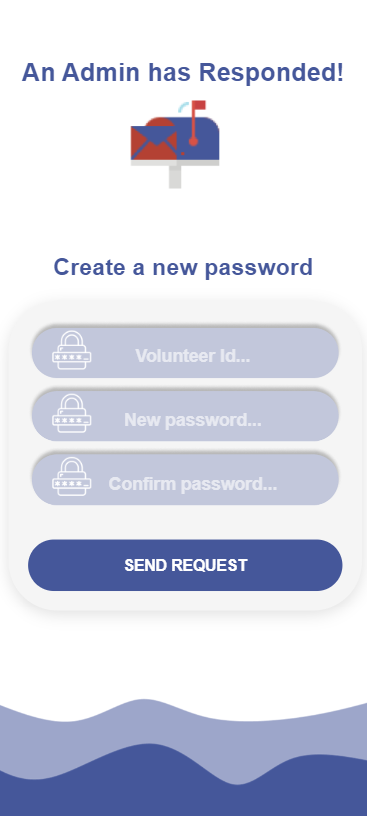 An Admin has Responded!
Create a new password
Volunteer Id...
New password...
Confirm password...
SEND REQUEST